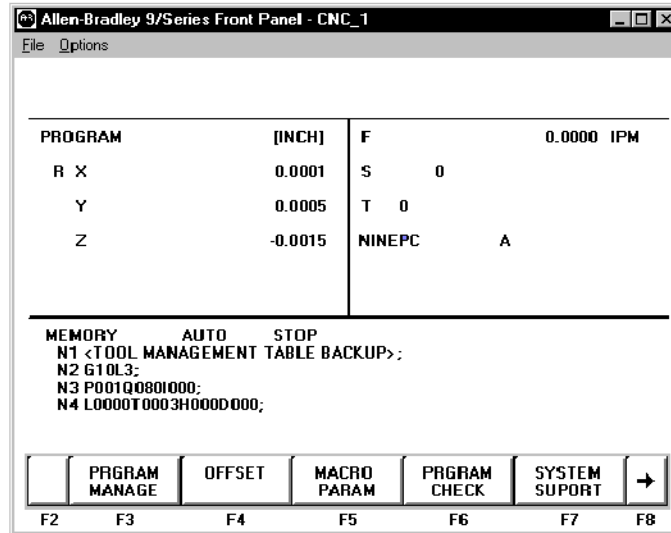 Allen-Bradley 9/Series Front Panel - CNC_1
File Options
PROGRAM [INCH] F 0.0000 IPM
R X 0.0001 S 0
Y 0.0005 T 0
Z -0.0015 NINEPC A
MEMORY AUTO STOP
N1 <TOOL MANAGEMENT TABLE BACKUP>;
N2 G10L3;
N3 P001Q080I000;
N4 L0000T0003H000D000;
PRGRAM MANAGE OFFSET MACRO PARAM PRGRAM CHECK SYSTEM SUPORT
F2 F3 F4 F5 F6 F7 F8